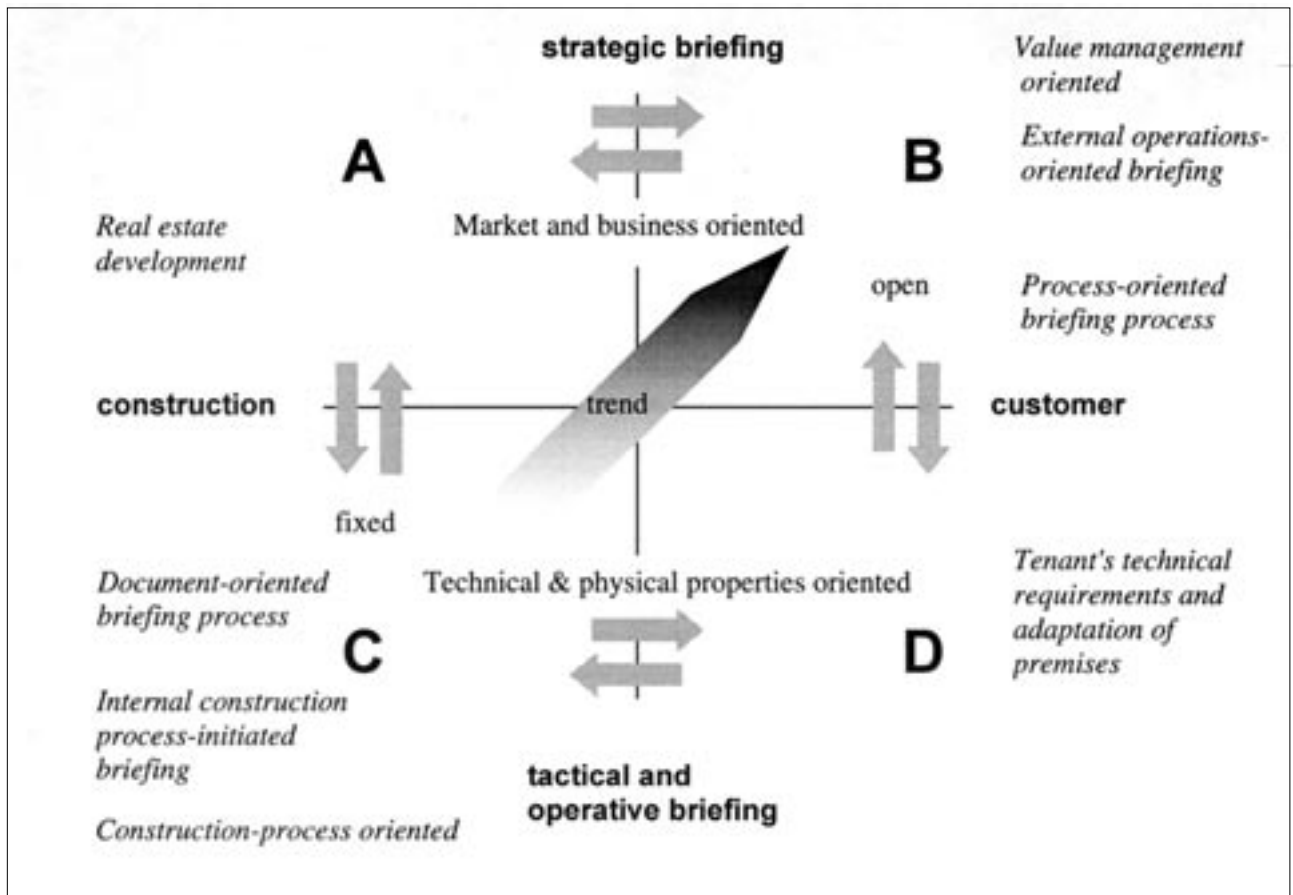 strategic briefing
Value management
oriented
A
B
External operations-
oriented briefing
Real estate
development
Market and business oriented
open
Process-oriented
briefing process
construction
trend
customer
fixed
Document-oriented
briefing process
Technical & physical properties oriented
Tenant's technical
requirements and
adaptation of
premises
C
D
Internal construction
process-initiated
briefing
tactical and
operative briefing
Construction-process oriented